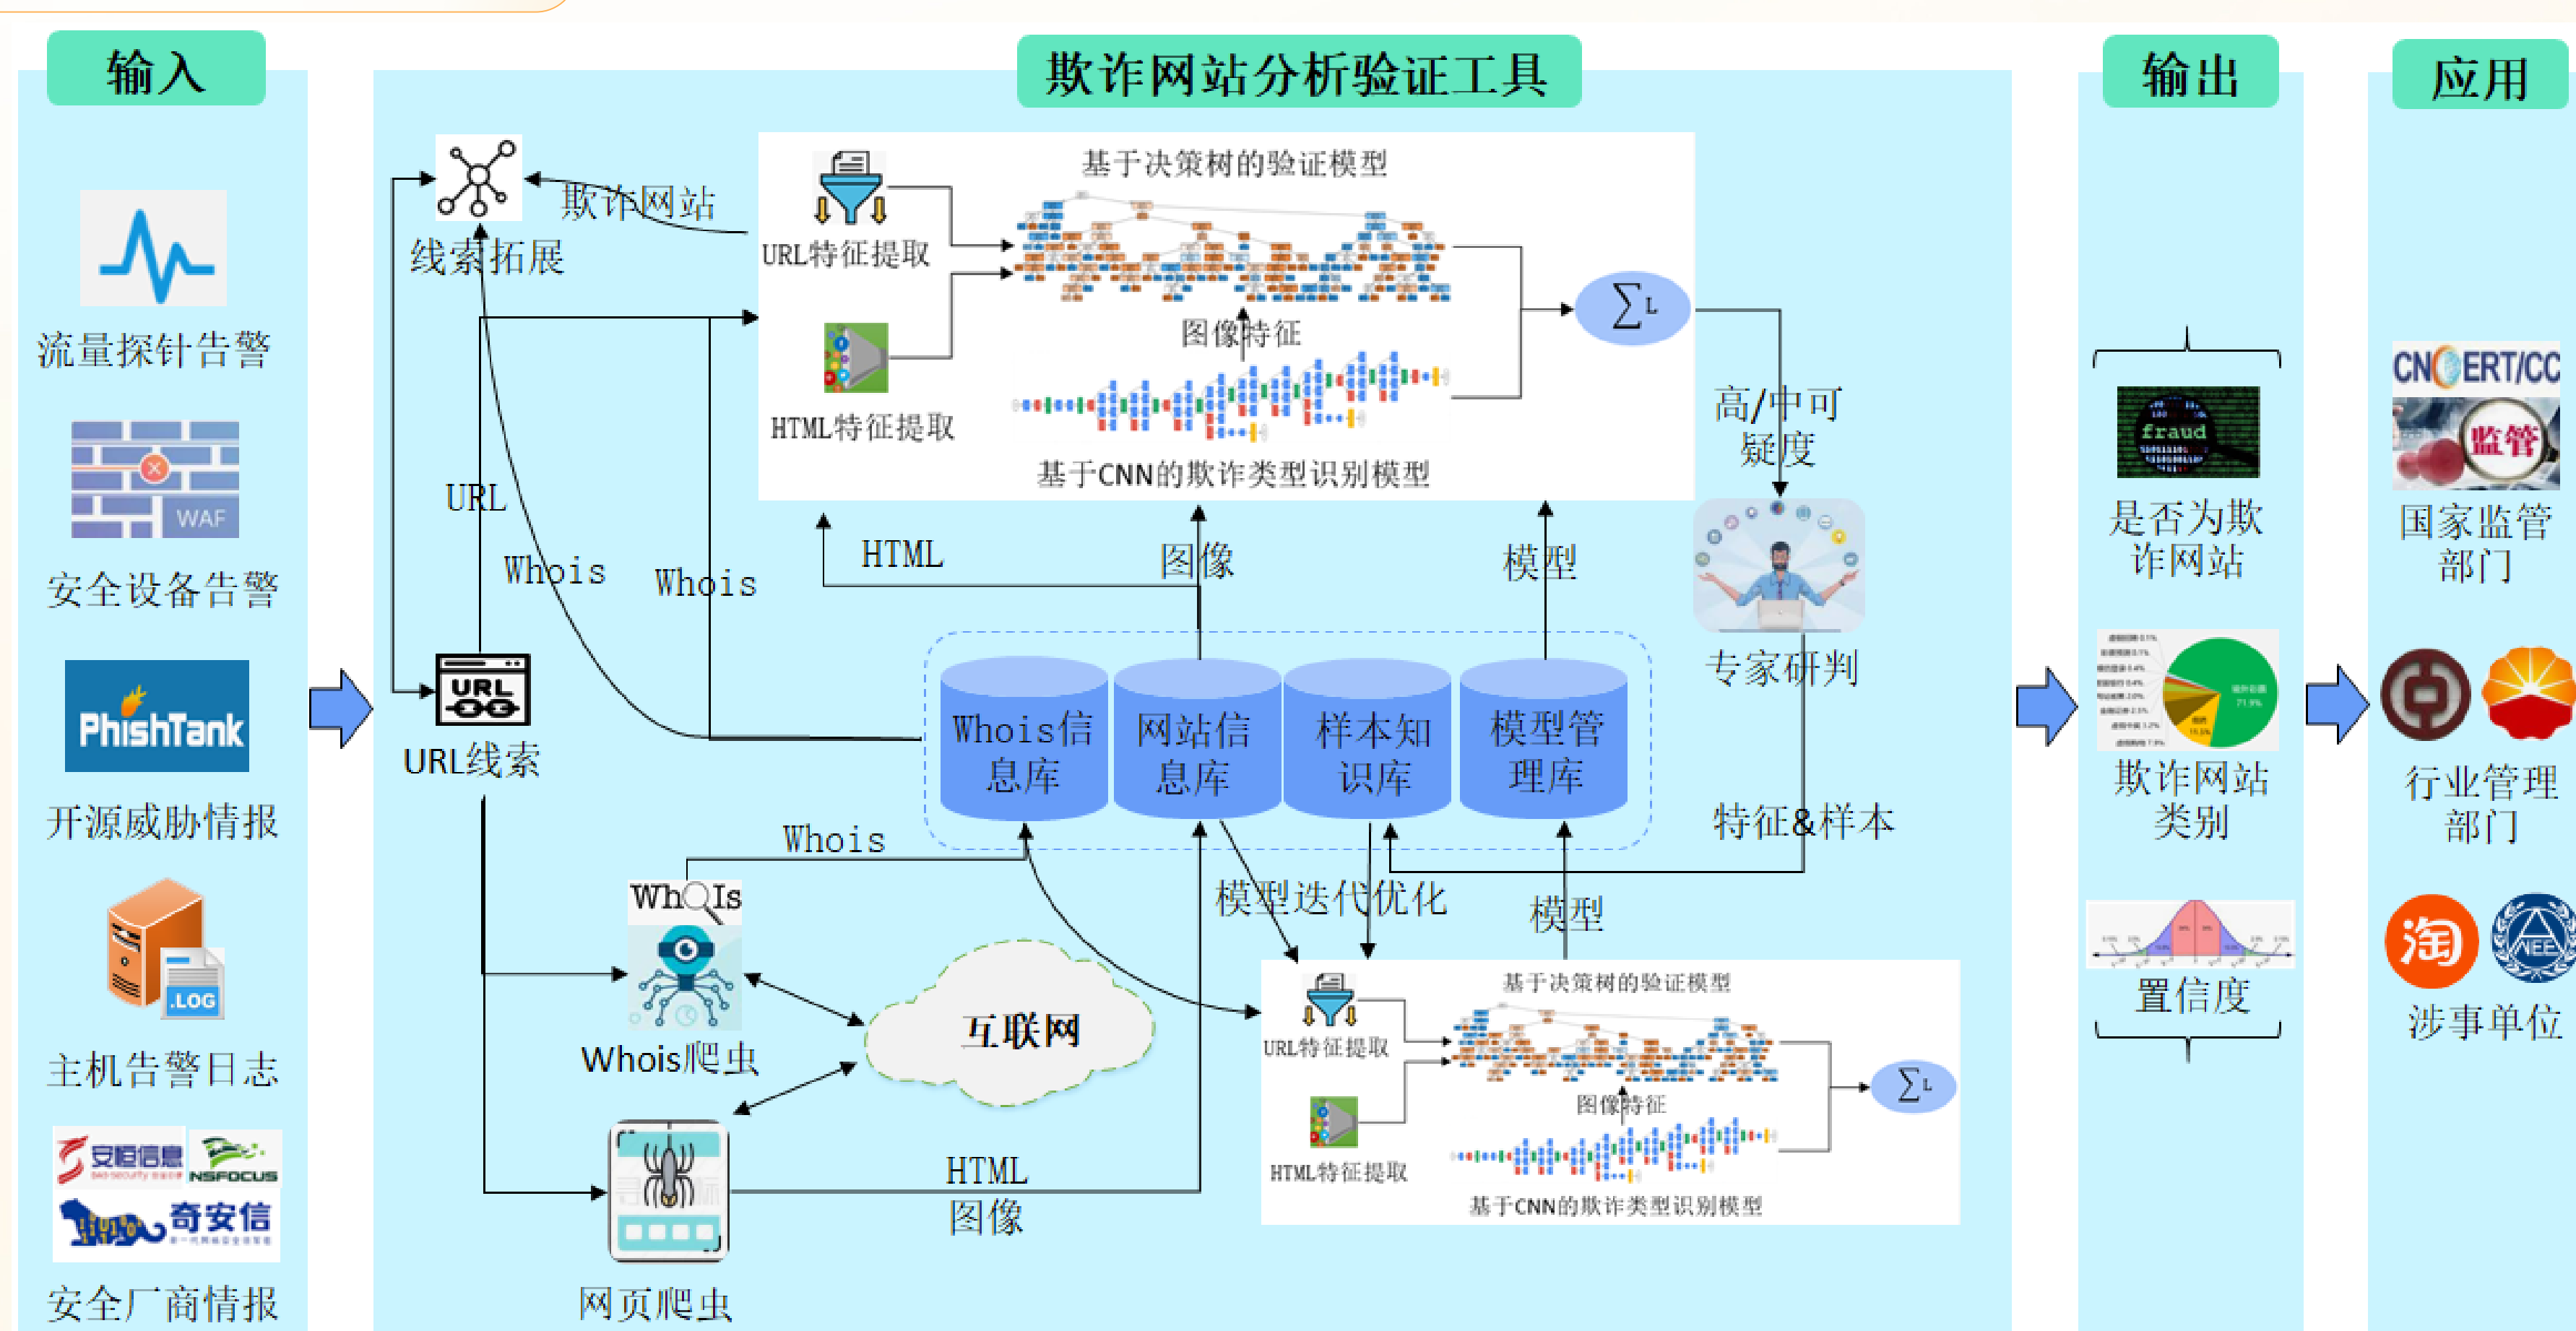 输入
流量探针告警
WAF
安全设备告警
PhishTank
开源威胁情报
.LOG
主机告警日志
安恒信息
NSFOCUS
奇安信
安全厂商情报
欺诈网站分析验证工具
线索拓展
欺诈网站
URL
Whois
Whois
URL
URL线索
URL特征提取
HTML特征提取
基于决策树的验证模型
图像特征
基于CNN的欺诈类型识别模型
∑L
高/中可
疑度
专家研判
HTML
图像
模型
Whois信
息库
网站信
息库
样本知
识库
模型管
理库
特征&样本
Whois
模型迭代优化
模型
WhoIs
Whois爬虫
互联网
网页爬虫
HTML
图像
基于决策树的验证模型
URL特征提取
图像特征
HTML特征提取
基于CNN的欺诈类型识别模型
∑L
输出
fraud
是否为欺
诈网站
71.9%
欺诈网站
类别
置信度
应用
CNCERT/CC
监管
国家监管
部门
行业管理
部门
淘
NEE
涉事单位